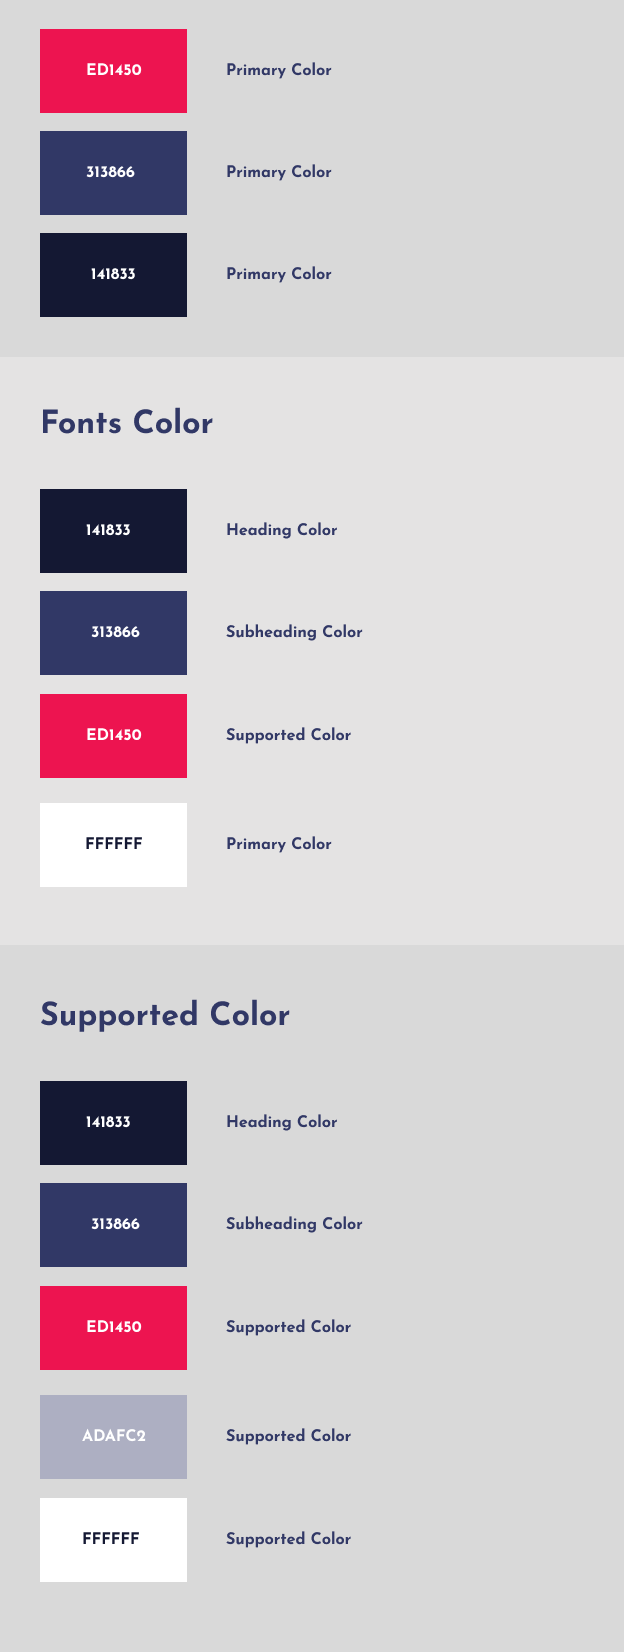 ED1450 Primary Color
313866 Primary Color
141833 Primary Color
Fonts Color
141833 Heading Color
313866 Subheading Color
ED1450 Supported Color
FFFFFF Primary Color
Supported Color
141833 Heading Color
313866 Subheading Color
ED1450 Supported Color
ADAFC2 Supported Color
FFFFFF Supported Color